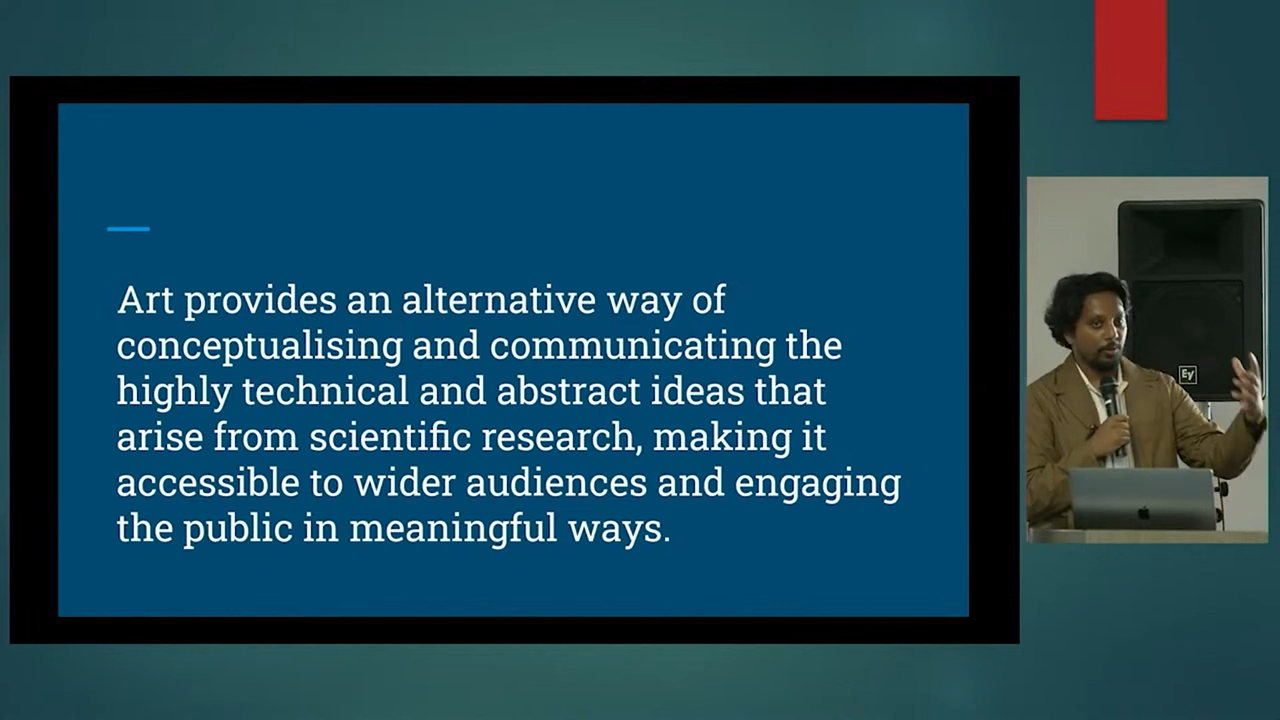 Art provides an alternative way of
conceptualising and communicating the
highly technical and abstract ideas that
arise from scientific research, making it
accessible to wider audiences and engaging
the public in meaningful ways.
EV